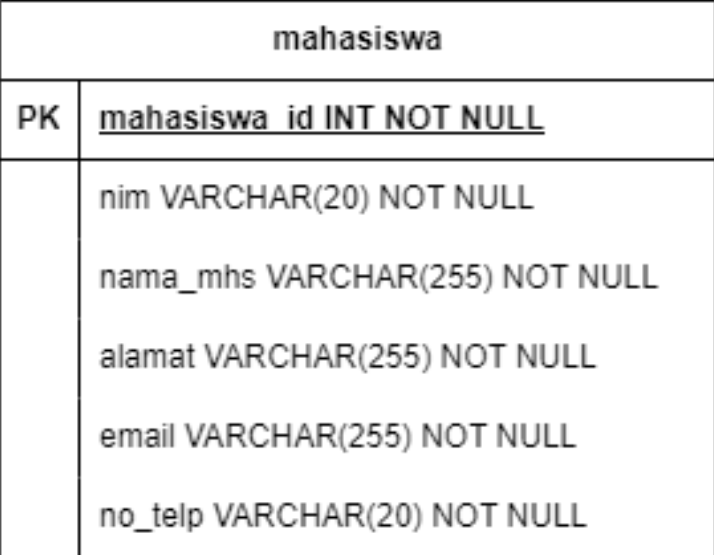 mahasiswa
PK mahasiswa_id INT NOT NULL
nim VARCHAR(20) NOT NULL
nama_mhs VARCHAR(255) NOT NULL
alamat VARCHAR(255) NOT NULL
email VARCHAR(255) NOT NULL
no_telp VARCHAR(20) NOT NULL